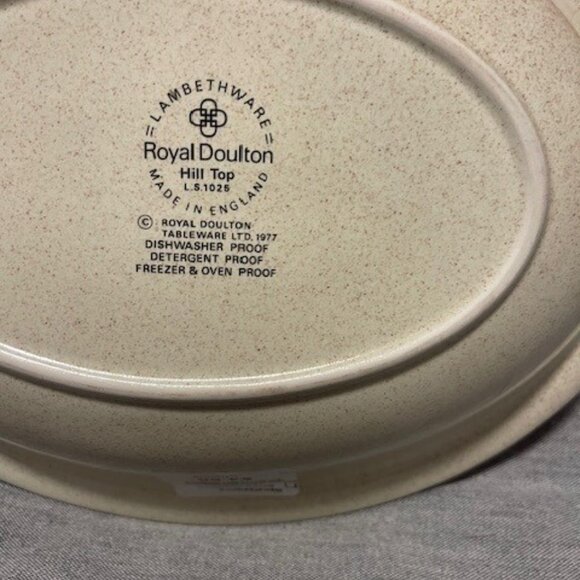 =LAMBETHWARE=
Royal Doulton
Hill Top
L.S.1025
MADE IN ENGLAND
© ROYAL DOULTON
TABLEWARE LTD, 1977
DISHWASHER PROOF
DETERGENT PROOF
FREEZER & OVEN PROOF